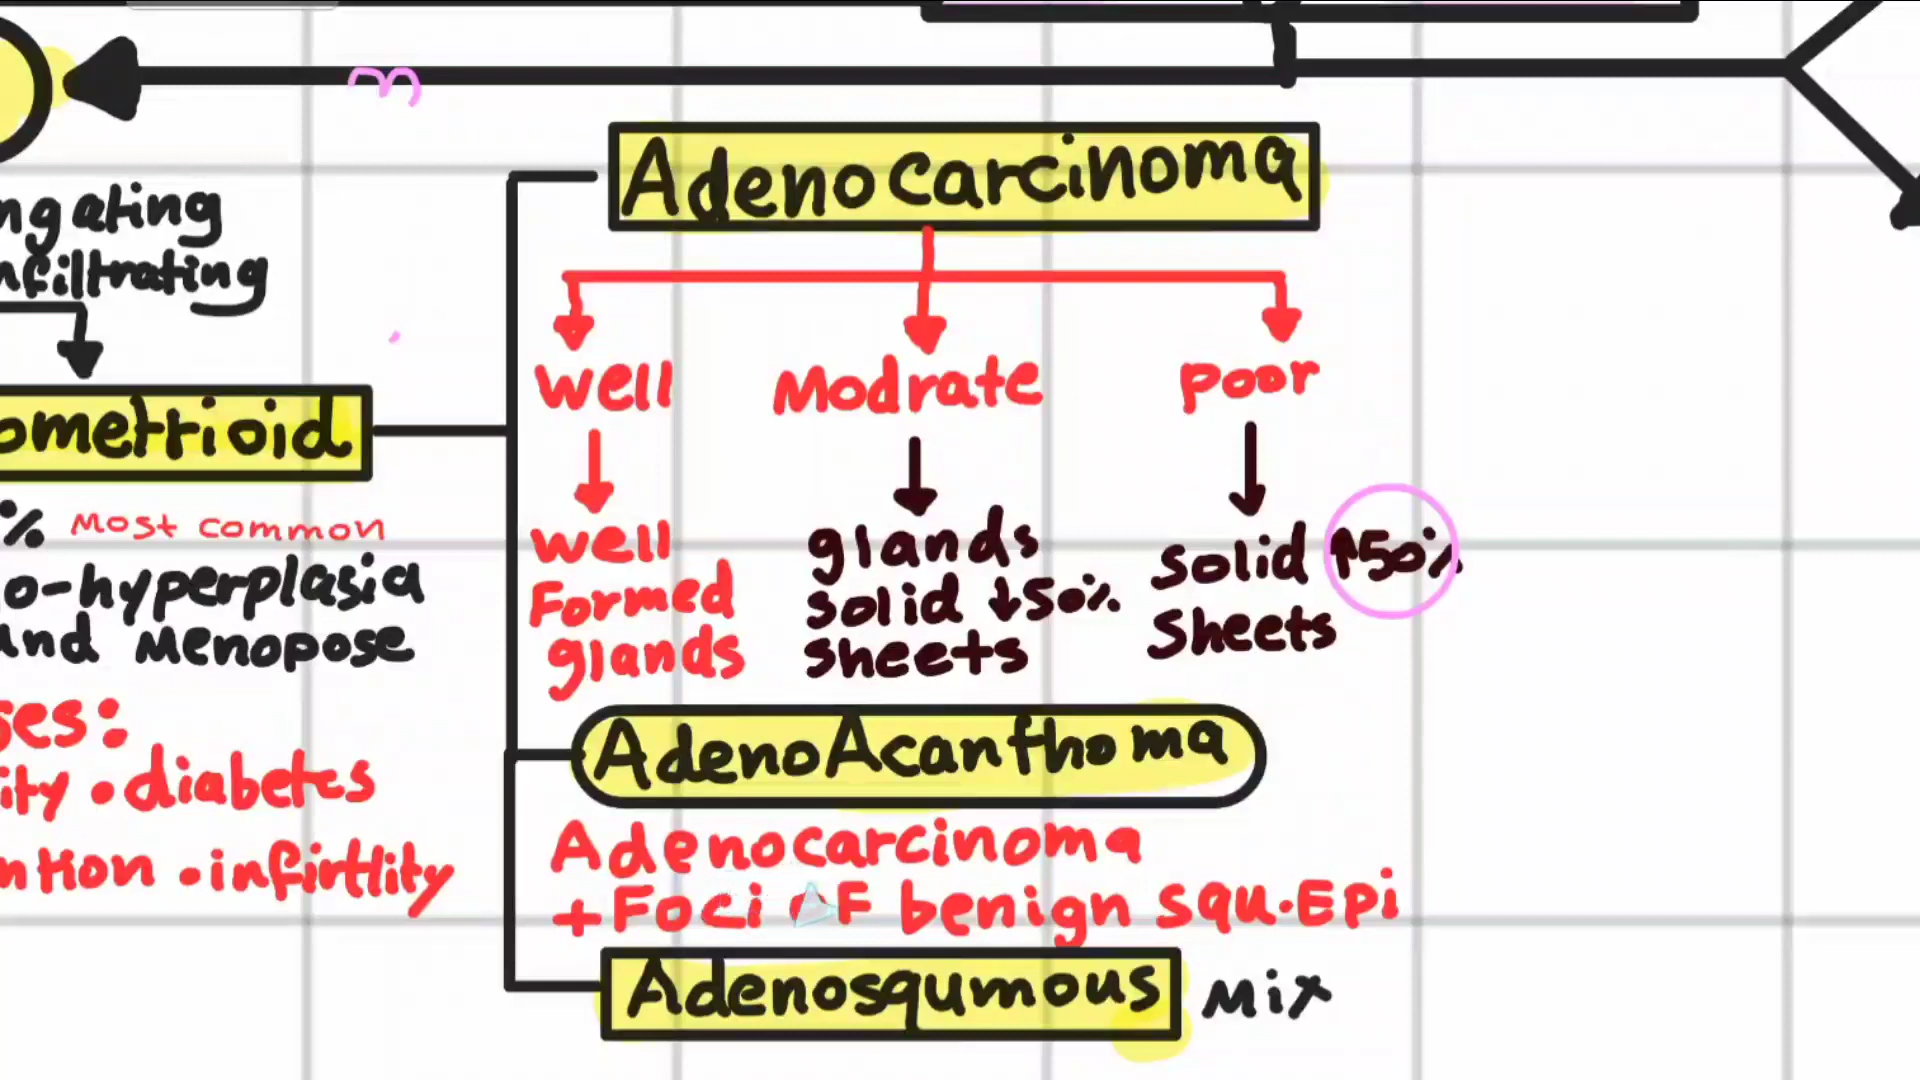 Adenocarcinoma
ngating
nfiltrating
well Modrate Poor
ometrioid
% Most common
o-hyperplasia
and Menopose
well
Formed
glands
glands
solid ↓50%
sheets
solid ↑50%
Sheets
ses:
ity • diabetes
ntion • infirtlity
AdenoAcanthoma
Adenocarcinoma
+ Foci OF benign squ.Epi
Adenosqumous Mix